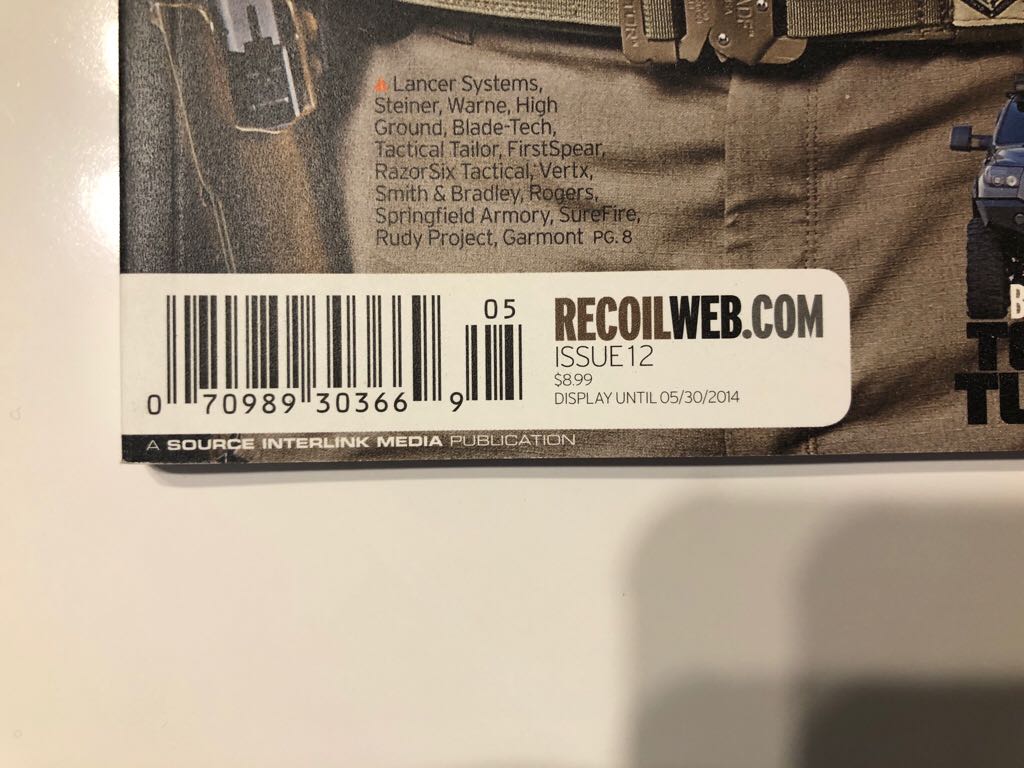 Lancer Systems,
Steiner, Warne, High
Ground, Blade-Tech,
Tactical Tailor, FirstSpear,
RazorSix Tactical, Vertx,
Smith & Bradley, Rogers,
Springfield Armory, SureFire,
Rudy Project, Garmont PG. 8
05
0 70989 30366 9
RECOILWEB.COM
ISSUE 12
$8.99
DISPLAY UNTIL 05/30/2014
A SOURCE INTERLINK MEDIA PUBLICATION